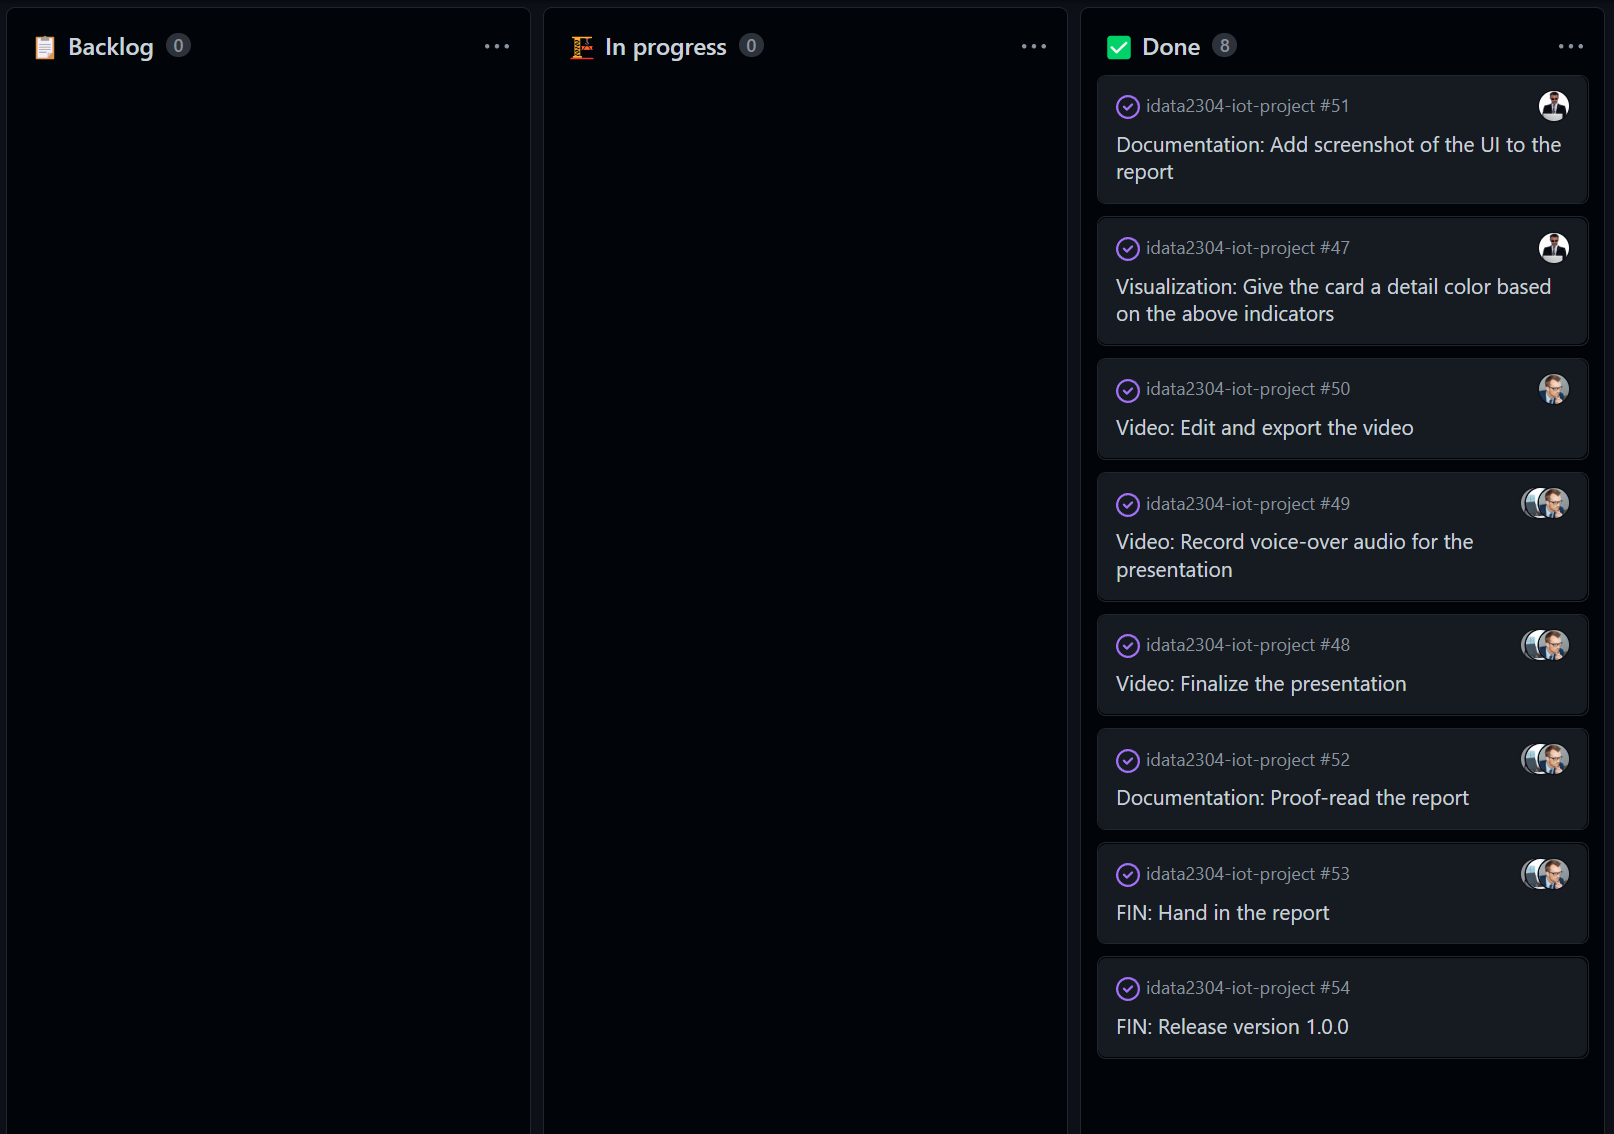 Backlog 0
In progress 0
Done 8
idata2304-iot-project #51
Documentation: Add screenshot of the UI to the
report
idata2304-iot-project #47
Visualization: Give the card a detail color based
on the above indicators
idata2304-iot-project #50
Video: Edit and export the video
idata2304-iot-project #49
Video: Record voice-over audio for the
presentation
idata2304-iot-project #48
Video: Finalize the presentation
idata2304-iot-project #52
Documentation: Proof-read the report
idata2304-iot-project #53
FIN: Hand in the report
idata2304-iot-project #54
FIN: Release version 1.0.0